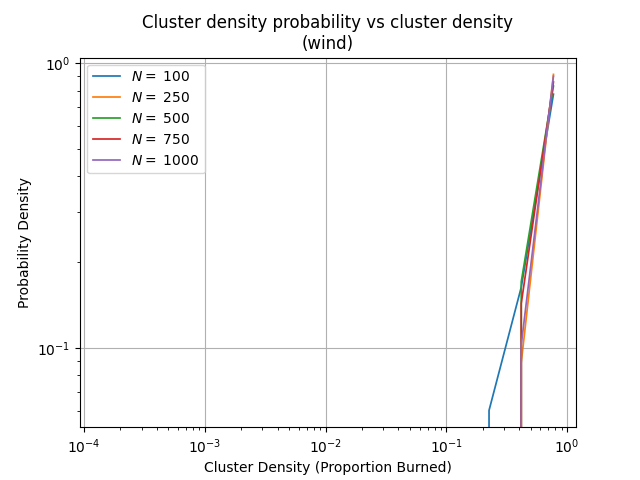 Cluster density probability vs cluster density
(wind)
10⁰
N = 100
N = 250
N = 500
N = 750
N = 1000
Probability Density
10⁻¹
10⁻⁴
10⁻³
10⁻²
10⁻¹
10⁰
Cluster Density (Proportion Burned)